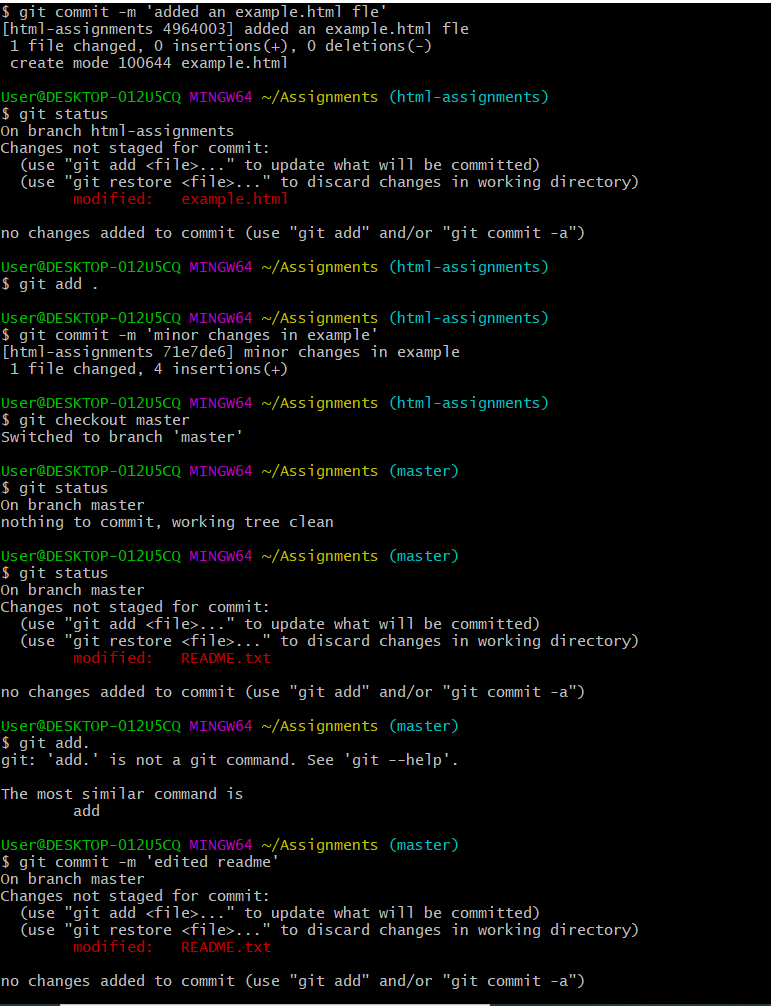 $ git commit -m 'added an example.html fle'
[html-assignments 4964003] added an example.html fle
 1 file changed, 0 insertions(+), 0 deletions(-)
 create mode 100644 example.html

User@DESKTOP-012U5CQ MINGW64 ~/Assignments (html-assignments)
$ git status
On branch html-assignments
Changes not staged for commit:
  (use "git add <file>..." to update what will be committed)
  (use "git restore <file>..." to discard changes in working directory)
        modified:   example.html

no changes added to commit (use "git add" and/or "git commit -a")

User@DESKTOP-012U5CQ MINGW64 ~/Assignments (html-assignments)
$ git add .

User@DESKTOP-012U5CQ MINGW64 ~/Assignments (html-assignments)
$ git commit -m 'minor changes in example'
[html-assignments 71e7de6] minor changes in example
 1 file changed, 4 insertions(+)

User@DESKTOP-012U5CQ MINGW64 ~/Assignments (html-assignments)
$ git checkout master
Switched to branch 'master'

User@DESKTOP-012U5CQ MINGW64 ~/Assignments (master)
$ git status
On branch master
nothing to commit, working tree clean

User@DESKTOP-012U5CQ MINGW64 ~/Assignments (master)
$ git status
On branch master
Changes not staged for commit:
  (use "git add <file>..." to update what will be committed)
  (use "git restore <file>..." to discard changes in working directory)
        modified:   README.txt

no changes added to commit (use "git add" and/or "git commit -a")

User@DESKTOP-012U5CQ MINGW64 ~/Assignments (master)
$ git add.
git: 'add.' is not a git command. See 'git --help'.

The most similar command is
        add

User@DESKTOP-012U5CQ MINGW64 ~/Assignments (master)
$ git commit -m 'edited readme'
On branch master
Changes not staged for commit:
  (use "git add <file>..." to update what will be committed)
  (use "git restore <file>..." to discard changes in working directory)
        modified:   README.txt

no changes added to commit (use "git add" and/or "git commit -a")